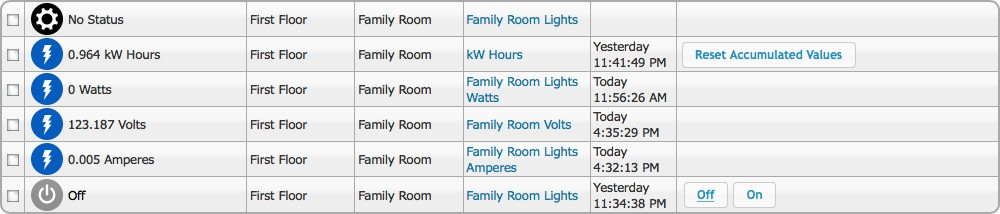 No Status First Floor Family Room Family Room Lights
0.964 kW Hours First Floor Family Room kW Hours Yesterday 11:41:49 PM Reset Accumulated Values
0 Watts First Floor Family Room Family Room Lights Watts Today 11:56:26 AM
123.187 Volts First Floor Family Room Family Room Volts Today 4:35:29 PM
0.005 Amperes First Floor Family Room Family Room Lights Amperes Today 4:32:13 PM
Off First Floor Family Room Family Room Lights Yesterday 11:34:38 PM Off On